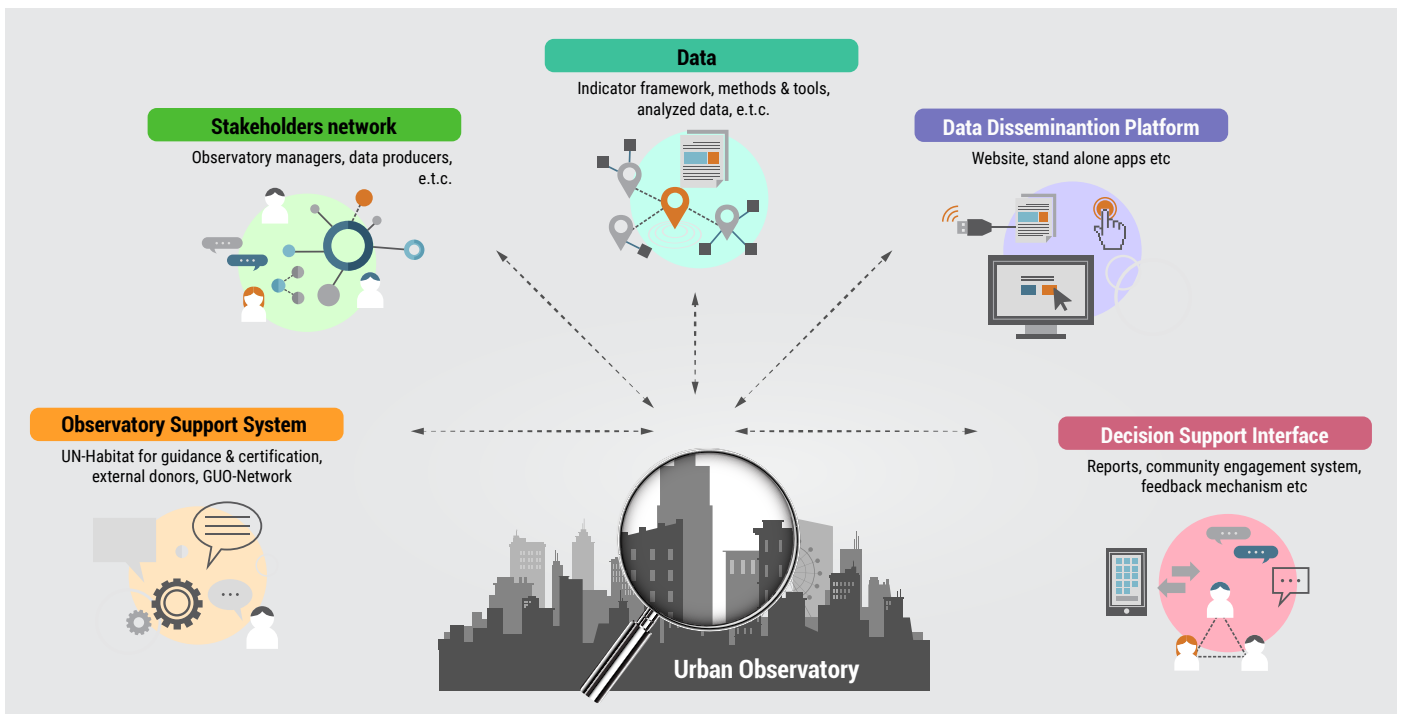 Data
Indicator framework, methods & tools,
analyzed data, e.t.c.
Stakeholders network
Observatory managers, data producers,
e.t.c.
Data Disseminantion Platform
Website, stand alone apps etc
Observatory Support System
UN-Habitat for guidance & certification,
external donors, GUO-Network
Decision Support Interface
Reports, community engagement system,
feedback mechanism etc
Urban Observatory